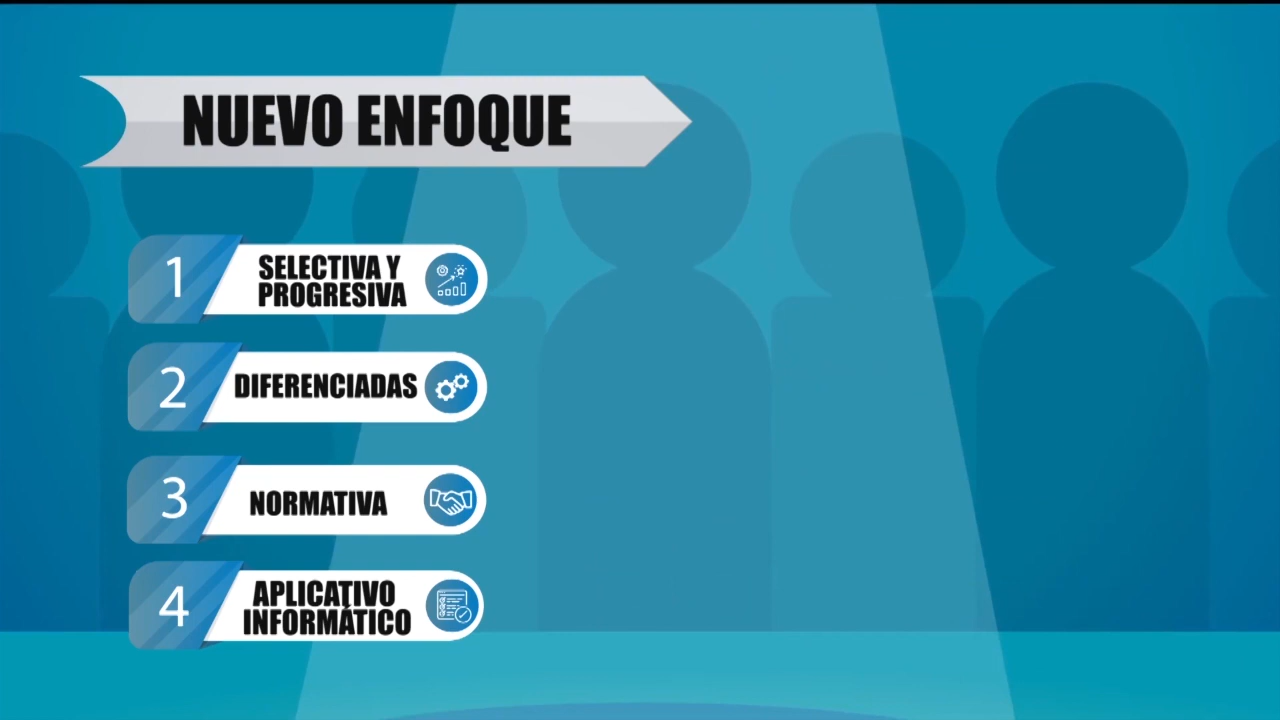 NUEVO ENFOQUE
1
SELECTIVA Y
PROGRESIVA
2
DIFERENCIADAS
3
NORMATIVA
4
APLICATIVO
INFORMÁTICO